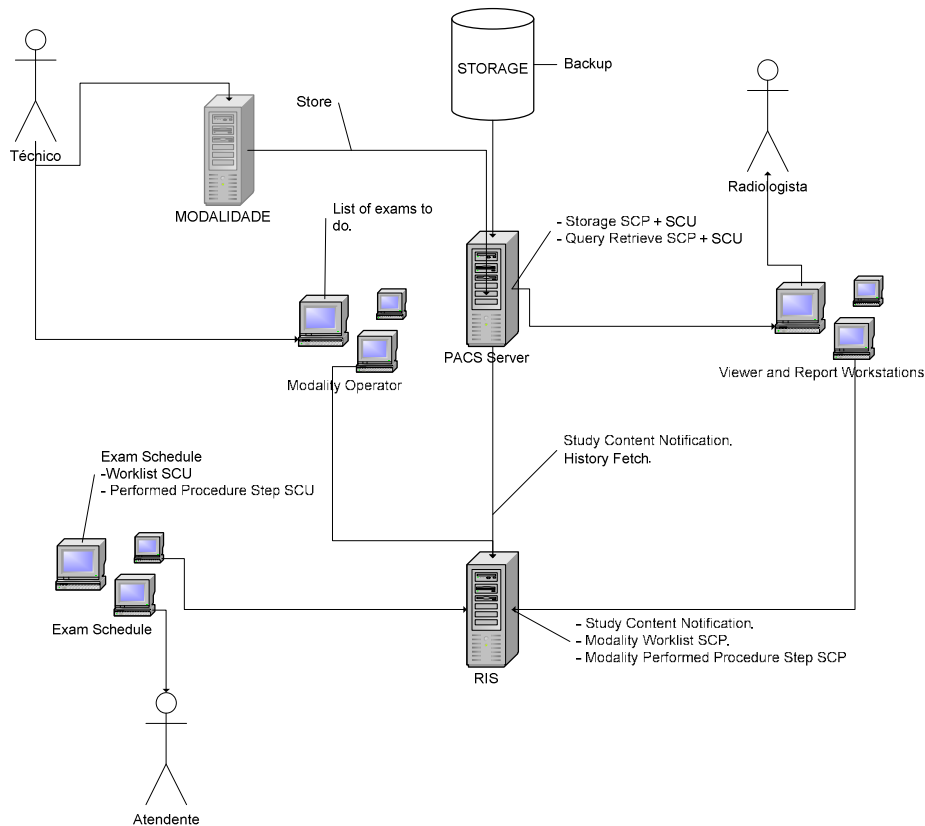 STORAGE
Backup
Store
Técnico
Radiologista
MODALIDADE
List of exams to
do.
- Storage SCP + SCU
- Query Retrieve SCP + SCU
PACS Server
Modality Operator
Viewer and Report Workstations
Study Content Notification.
History Fetch.
Exam Schedule
-Worklist SCU
- Performed Procedure Step SCU
Exam Schedule
- Study Content Notification.
- Modality Worklist SCP.
- Modality Performed Procedure Step SCP
RIS
Atendente